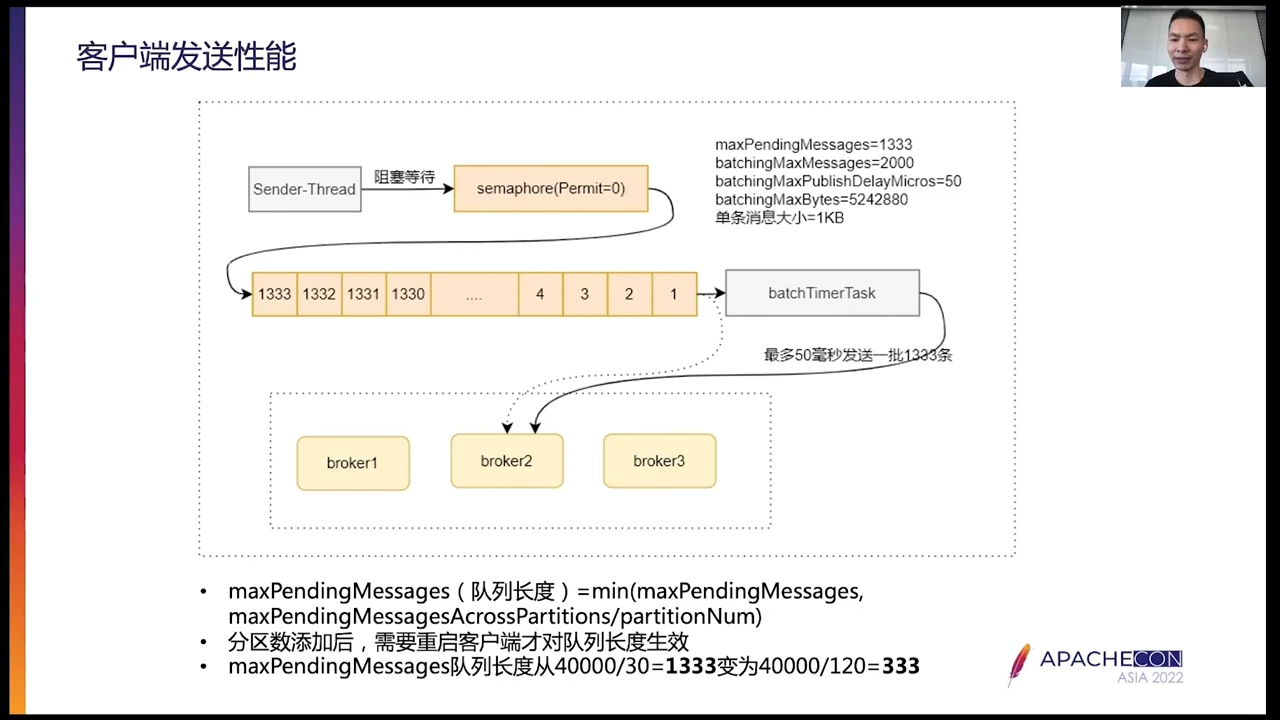 客户端发送性能
maxPendingMessages=1333
batchingMaxMessages=2000
batchingMaxPublishDelayMicros=50
batchingMaxBytes=5242880
单条消息大小=1KB
Sender-Thread
阻塞等待
semaphore(Permit=0)
1333 1332 1331 1330 .... 4 3 2 1
batchTimerTask
最多50毫秒发送一批1333条
broker1
broker2
broker3
• maxPendingMessages（队列长度）=min(maxPendingMessages,
maxPendingMessagesAcrossPartitions/partitionNum)
• 分区数添加后，需要重启客户端才对队列长度生效
• maxPendingMessages队列长度从40000/30=1333变为40000/120=333
APACHECON
ASIA 2022